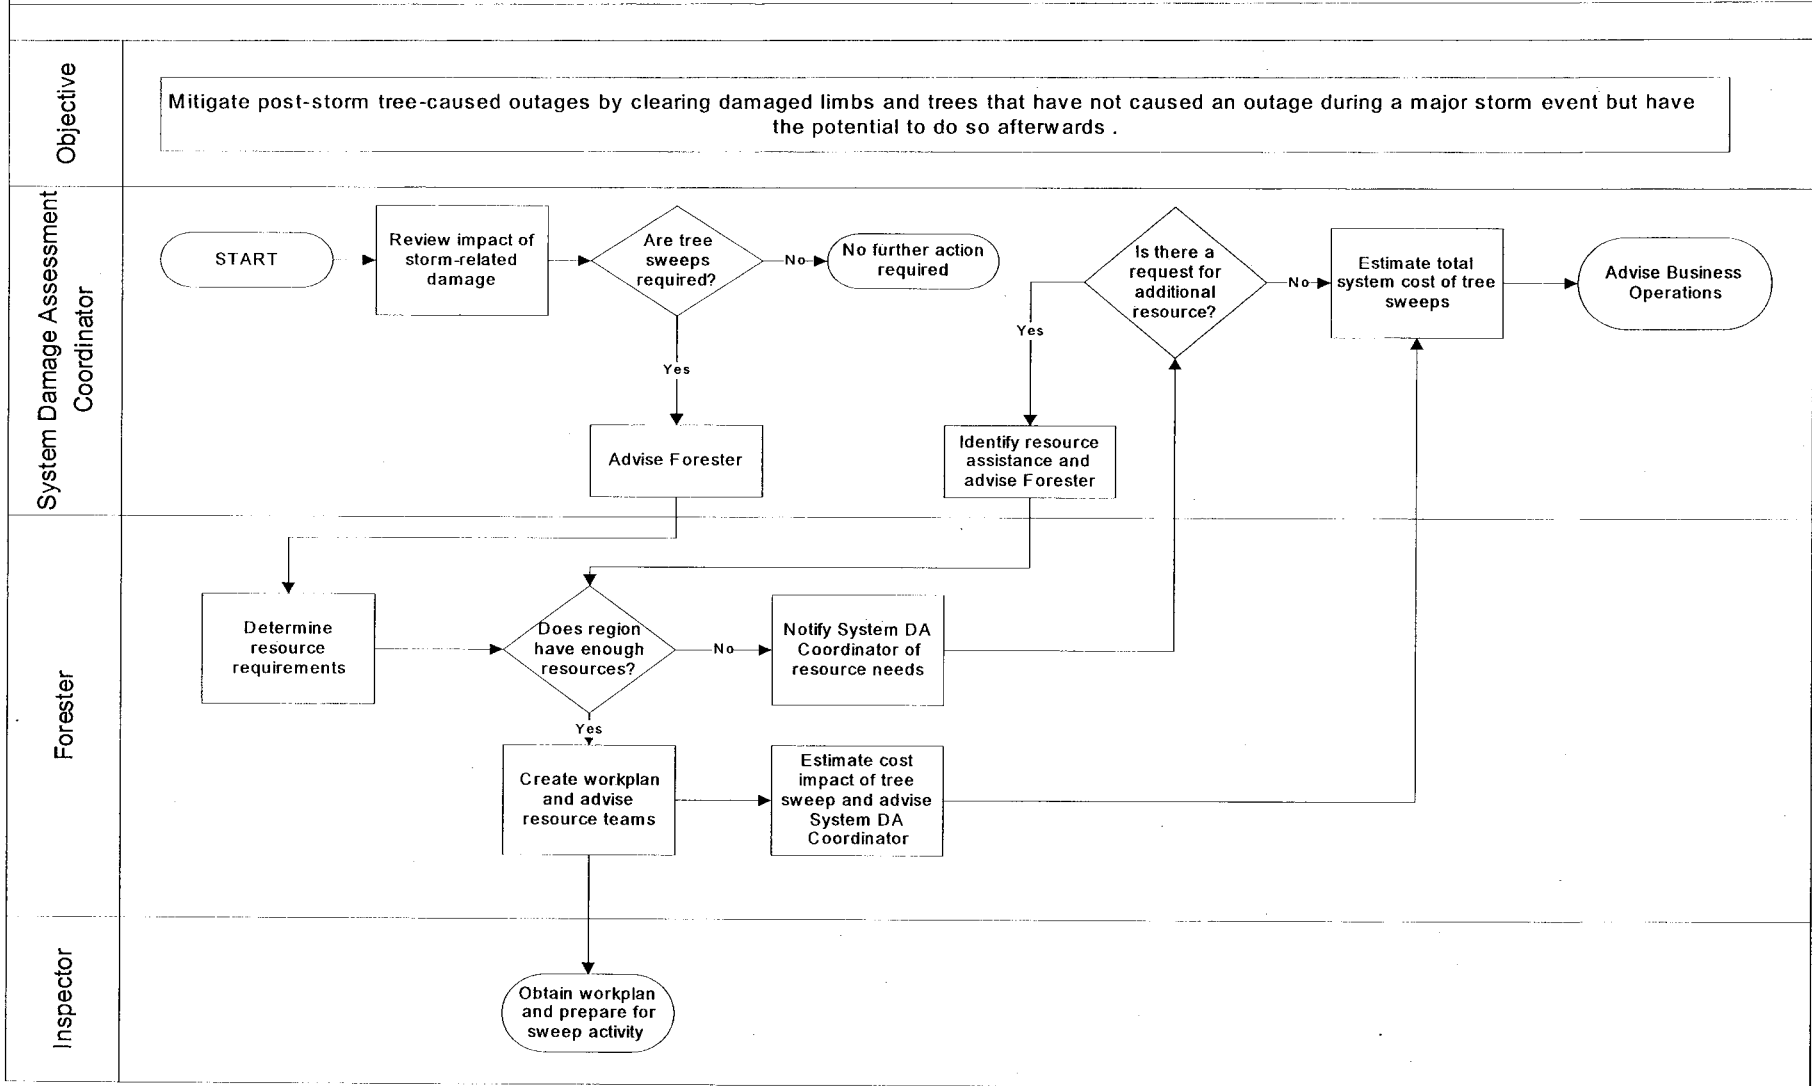 Objective
Mitigate post-storm tree-caused outages by clearing damaged limbs and trees that have not caused an outage during a major storm event but have
the potential to do so afterwards .
System Damage Assessment
Coordinator
START
Review impact of
storm-related
damage
Are tree
sweeps
required?
No
No further action
required
Yes
Advise Forester
Is there a
request for
additional
resource?
Yes
No
Identify resource
assistance and
advise Forester
Estimate total
system cost of tree
sweeps
Advise Business
Operations
Forester
Determine
resource
requirements
Does region
have enough
resources?
No
Notify System DA
Coordinator of
resource needs
Yes
Create workplan
and advise
resource teams
Estimate cost
impact of tree
sweep and advise
System DA
Coordinator
Inspector
Obtain workplan
and prepare for
sweep activity